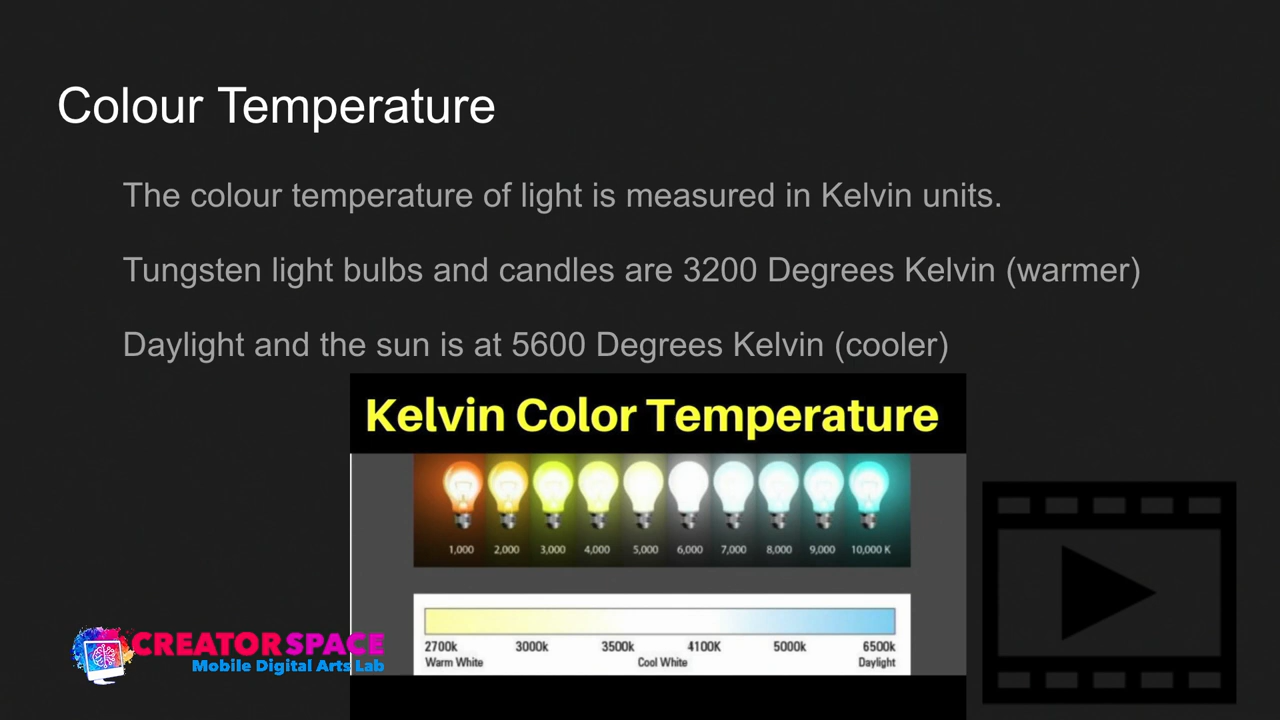 Colour Temperature
The colour temperature of light is measured in Kelvin units.
Tungsten light bulbs and candles are 3200 Degrees Kelvin (warmer)
Daylight and the sun is at 5600 Degrees Kelvin (cooler)
Kelvin Color Temperature
1,000 2,000 3,000 4,000 5,000 6,000 7,000 8,000 9,000 10,000 K
2700k 3000k 3500k 4100K 5000k 6500k
Warm White Cool White Daylight
CREATORSPACE
Mobile Digital Arts Lab